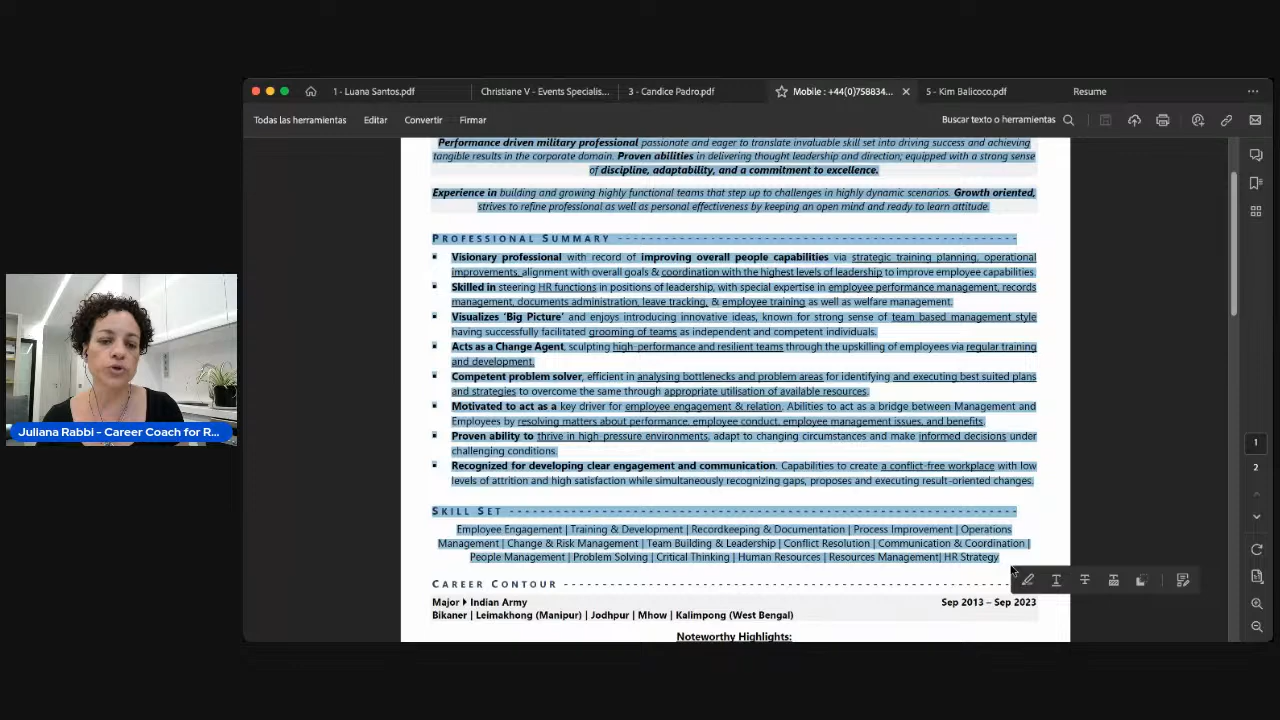 1 - Luana Santos.pdf
Christiane V - Events Specialis...
3 - Candice Padro.pdf
Mobile : +44(0)758834...
5 - Kim Balicoco.pdf
Resume
Todas las herramientas
Editar
Convertir
Firmar
Buscar texto o herramientas
Performance driven military professional passionate and eager to translate invaluable skill set into driving success and achieving
tangible results in the corporate domain. Proven abilities in delivering thought leadership and direction; equipped with a strong sense
of discipline, adaptability, and a commitment to excellence.
Experience in building and growing highly functional teams that step up to challenges in highly dynamic scenarios. Growth oriented,
strives to refine professional as well as personal effectiveness by keeping an open mind and ready to learn attitude.
PROFESSIONAL SUMMARY
Visionary professional with record of improving overall people capabilities via strategic training planning, operational
improvements, alignment with overall goals & coordination with the highest levels of leadership to improve employee capabilities.
Skilled in steering HR functions in positions of leadership, with special expertise in employee performance management, records
management, documents administration, leave tracking, & employee training as well as welfare management.
Visualizes ‘Big Picture’ and enjoys introducing innovative ideas, known for strong sense of team based management style
having successfully facilitated grooming of teams as independent and competent individuals.
Acts as a Change Agent, sculpting high-performance and resilient teams through the upskilling of employees via regular training
and development.
Competent problem solver, efficient in analysing bottlenecks and problem areas for identifying and executing best suited plans
and strategies to overcome the same through appropriate utilisation of available resources.
Motivated to act as a key driver for employee engagement & relation. Abilities to act as a bridge between Management and
Employees by resolving matters about performance, employee conduct, employee management issues, and benefits.
Proven ability to thrive in high pressure environments, adapt to changing circumstances and make informed decisions under
challenging conditions.
Recognized for developing clear engagement and communication. Capabilities to create a conflict-free workplace with low
levels of attrition and high satisfaction while simultaneously recognizing gaps, proposes and executing result-oriented changes.
SKILL SET
Employee Engagement | Training & Development | Recordkeeping & Documentation | Process Improvement | Operations
Management | Change & Risk Management | Team Building & Leadership | Conflict Resolution | Communication & Coordination |
People Management | Problem Solving | Critical Thinking | Human Resources | Resources Management| HR Strategy
CAREER CONTOUR
Major Indian Army Sep 2013 – Sep 2023
Bikaner | Leimakhong (Manipur) | Jodhpur | Mhow | Kalimpong (West Bengal)
Noteworthy Highlights:
1
2
Juliana Rabbi – Career Coach for R...